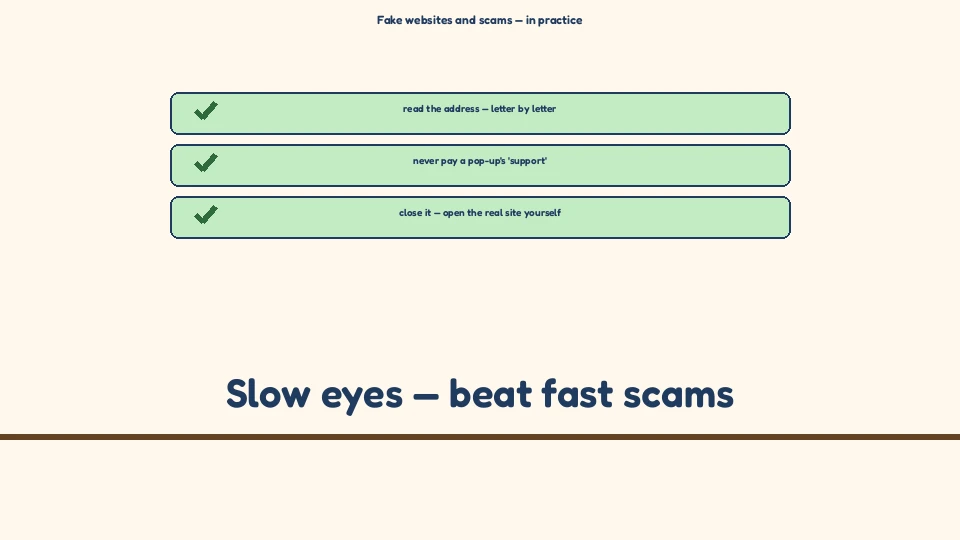 Fake websites and scams — in practice
read the address — letter by letter
never pay a pop-up's 'support'
close it — open the real site yourself
Slow eyes — beat fast scams